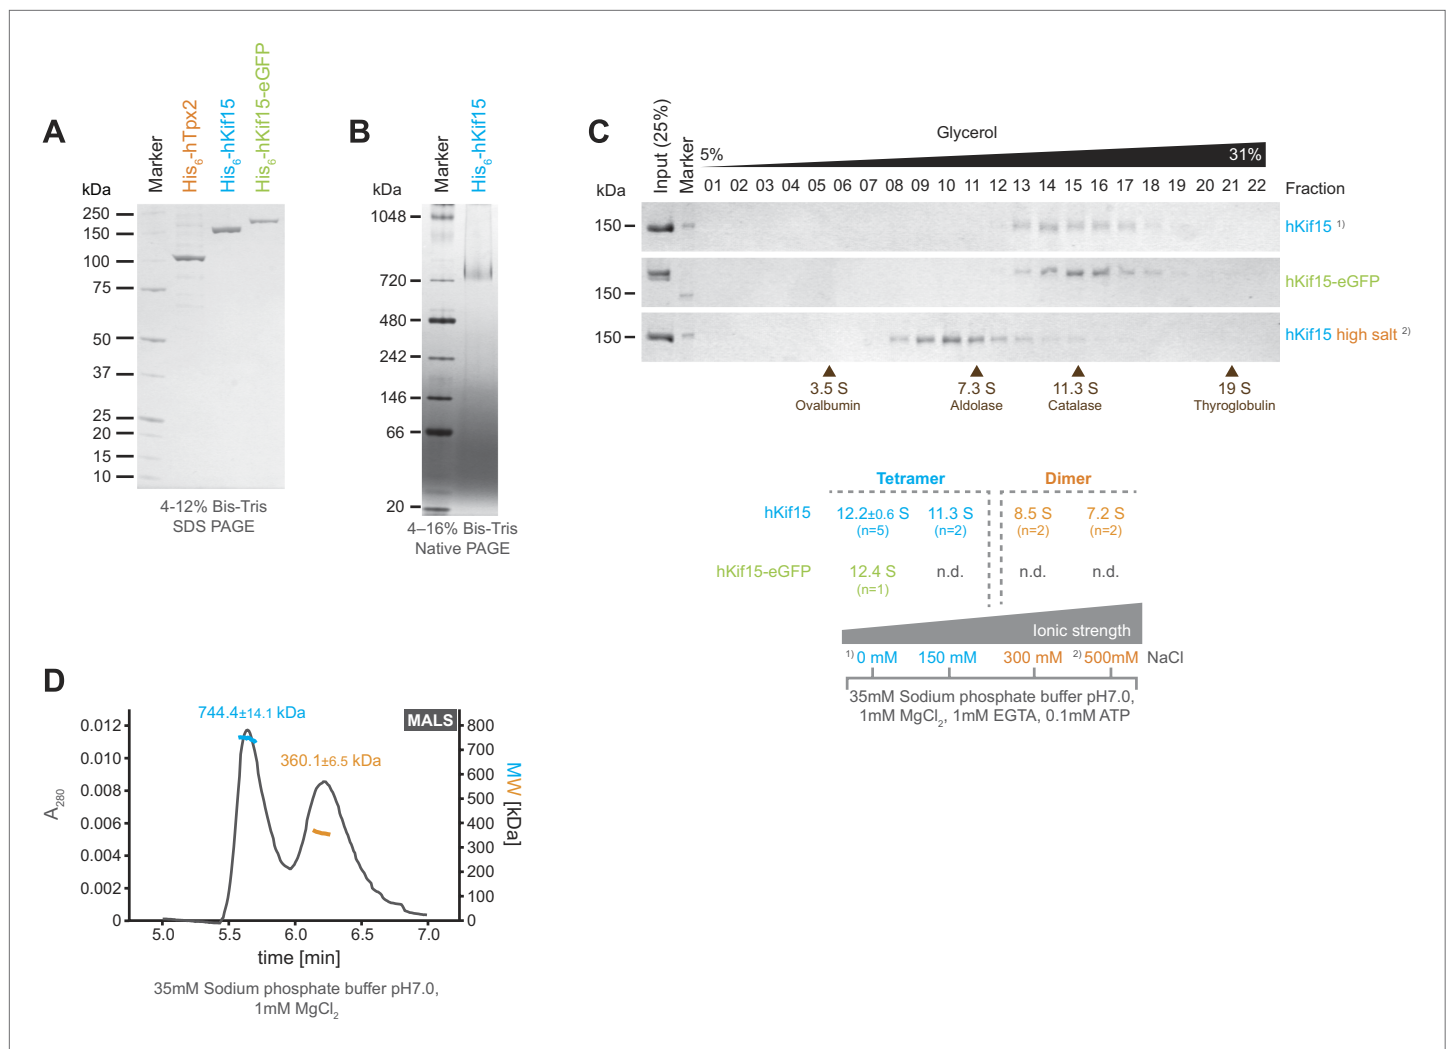 A
kDa
Marker
His6-hTpx2
His6-hKif15
His6-hKif15-eGFP
250
150
100
75
50
37
25
20
15
10
4-12% Bis-Tris
SDS PAGE
B
kDa
Marker
His6-hKif15
1048
720
480
242
146
66
20
4–16% Bis-Tris
Native PAGE
C
Input (25%)
Marker
Glycerol
5%
31%
kDa
01 02 03 04 05 06 07 08 09 10 11 12 13 14 15 16 17 18 19 20 21 22
Fraction
150
hKif15 1)
hKif15-eGFP
150
150
hKif15 high salt 2)
3.5 S 7.3 S 11.3 S 19 S
Ovalbumin Aldolase Catalase Thyroglobulin
Tetramer Dimer
hKif15 12.2±0.6 S 11.3 S 8.5 S 7.2 S
(n=5) (n=2) (n=2) (n=2)
hKif15-eGFP 12.4 S n.d. n.d. n.d.
(n=1)
Ionic strength
1) 0 mM 150 mM 300 mM 2) 500mM NaCl
35mM Sodium phosphate buffer pH7.0,
1mM MgCl2, 1mM EGTA, 0.1mM ATP
D
744.4±14.1 kDa
MALS
360.1±6.5 kDa
A280
0.012
0.010
0.008
0.006
0.004
0.002
0
800
700
600
500
400
300
200
100
0
MW [kDa]
5.0 5.5 6.0 6.5 7.0
time [min]
35mM Sodium phosphate buffer pH7.0,
1mM MgCl2